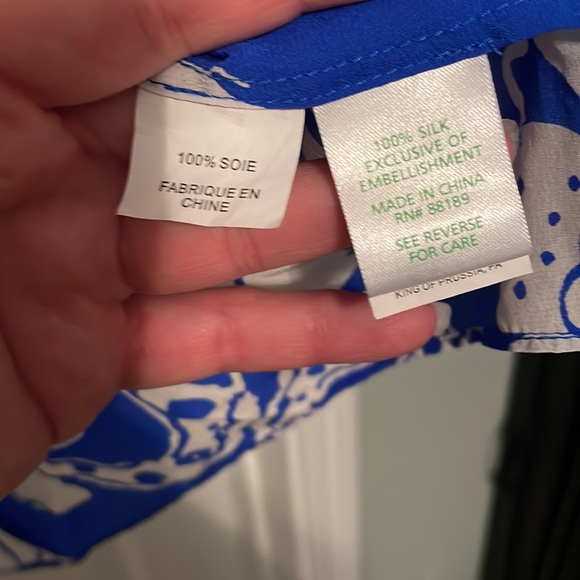 100% SOIE
FABRIQUE EN
CHINE
100% SILK
EXCLUSIVE OF
EMBELLISHMENT
MADE IN CHINA
RN# 88189
SEE REVERSE
FOR CARE
KING OF PRUSSIA, PA